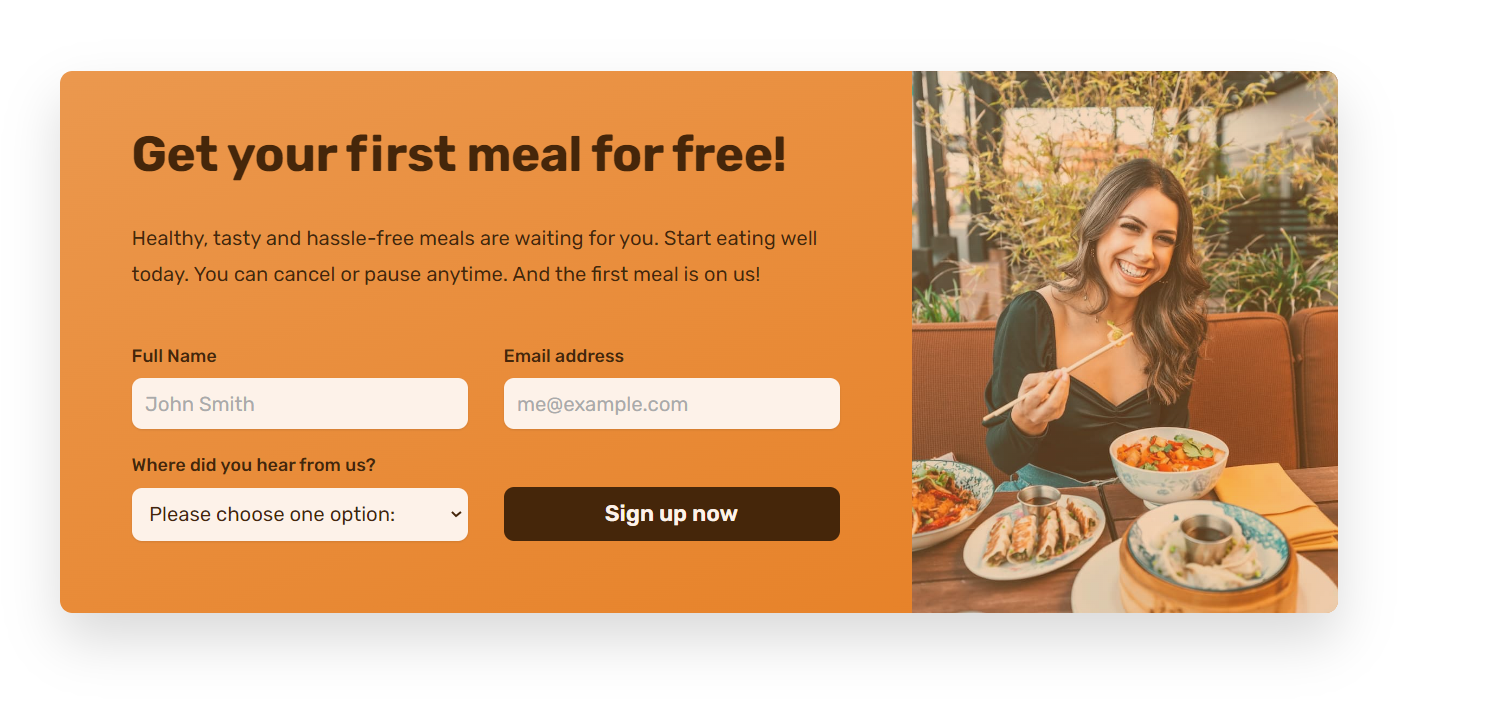 Get your first meal for free!
Healthy, tasty and hassle-free meals are waiting for you. Start eating well
today. You can cancel or pause anytime. And the first meal is on us!
Full Name
Email address
John Smith
me@example.com
Where did you hear from us?
Please choose one option:
Sign up now